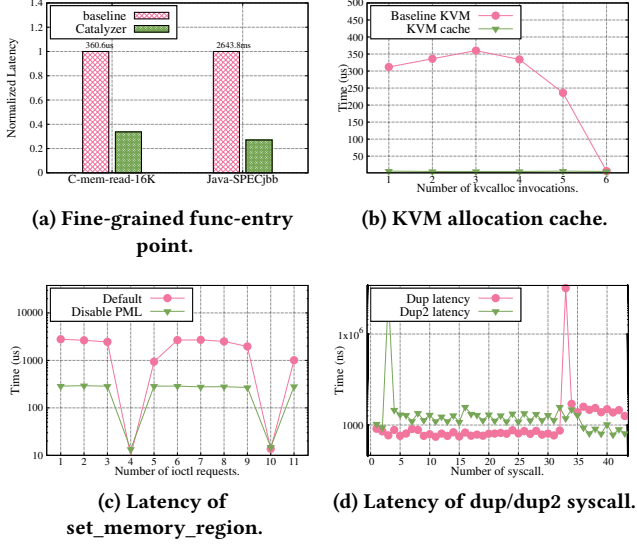 1.4
1.2
1
0.8
0.6
0.4
0.2
0
Normalized Latency
baseline
Catalyzer
360.6us
2643.8ms
C-mem-read-16K
Java-SPECjbb
(a) Fine-grained func-entry
point.
500
450
400
350
300
250
200
150
100
50
Time (us)
Baseline KVM
KVM cache
1 2 3 4 5 6
Number of kvcalloc invocations.
(b) KVM allocation cache.
10000
1000
100
10
Time (us)
Default
Disable PML
1 2 3 4 5 6 7 8 9 10 11
Number of ioctl requests.
(c) Latency of
set_memory_region.
1x10^6
1000
Time (us)
Dup latency
Dup2 latency
0 5 10 15 20 25 30 35 40
Number of syscall.
(d) Latency of dup/dup2 syscall.